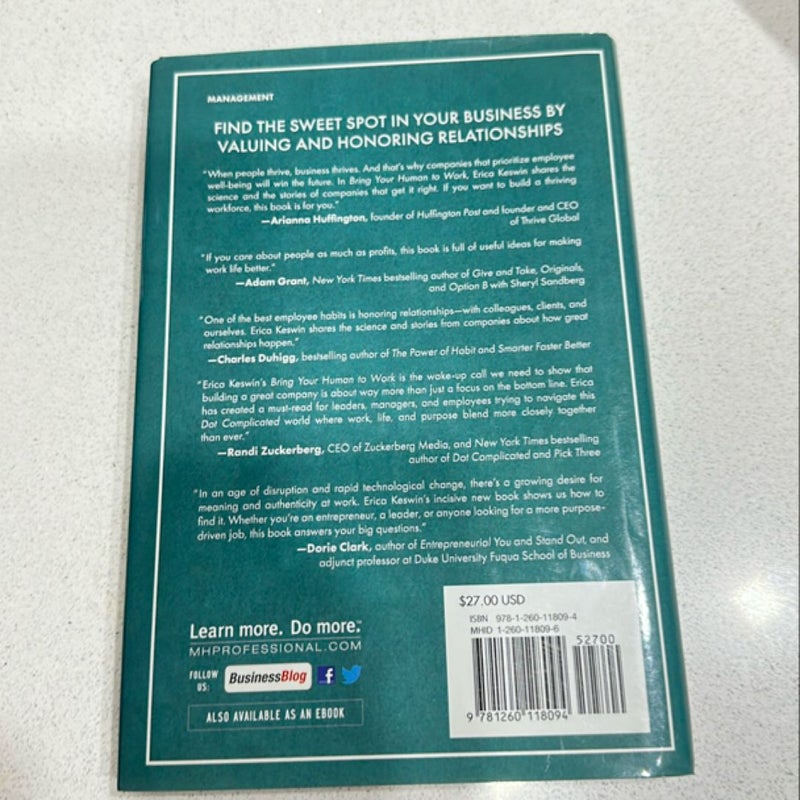 MANAGEMENT
FIND THE SWEET SPOT IN YOUR BUSINESS BY
VALUING AND HONORING RELATIONSHIPS
"When people thrive, business thrives. And that's why companies that prioritize employee
well-being will win the future. In Bring Your Human to Work, Erica Keswin shares the
science and the stories of companies that get it right. If you want to build a thriving
workforce, this book is for you."
—Arianna Huffington, founder of Huffington Post and founder and CEO
of Thrive Global
"If you care about people as much as profits, this book is full of useful ideas for making
work life better."
—Adam Grant, New York Times bestselling author of Give and Take, Originals,
and Option B with Sheryl Sandberg
"One of the best employee habits is honoring relationships—with colleagues, clients, and
ourselves. Erica Keswin shares the science and stories from companies about how great
relationships happen."
—Charles Duhigg, bestselling author of The Power of Habit and Smarter Faster Better
"Erica Keswin's Bring Your Human to Work is the wake-up call we need to show that
building a great company is about way more than just a focus on the bottom line. Erica
has created a must-read for leaders, managers, and employees trying to navigate this
Dot Complicated world where work, life, and purpose blend more closely together
than ever."
—Randi Zuckerberg, CEO of Zuckerberg Media, and New York Times bestselling
author of Dot Complicated and Pick Three
"In an age of disruption and rapid technological change, there's a growing desire for
meaning and authenticity at work. Erica Keswin's incisive new book shows us how to
find it. Whether you're an entrepreneur, a leader, or anyone looking for a more purpose-
driven job, this book answers your big questions."
—Dorie Clark, author of Entrepreneurial You and Stand Out, and
adjunct professor at Duke University Fuqua School of Business
Learn more. Do more.™
MHPROFESSIONAL.COM
FOLLOW
US:
BusinessBlog
f
ALSO AVAILABLE AS AN EBOOK
$27.00 USD
ISBN 978-1-260-11809-4
MHID 1-260-11809-6
52700
9 781260 118094